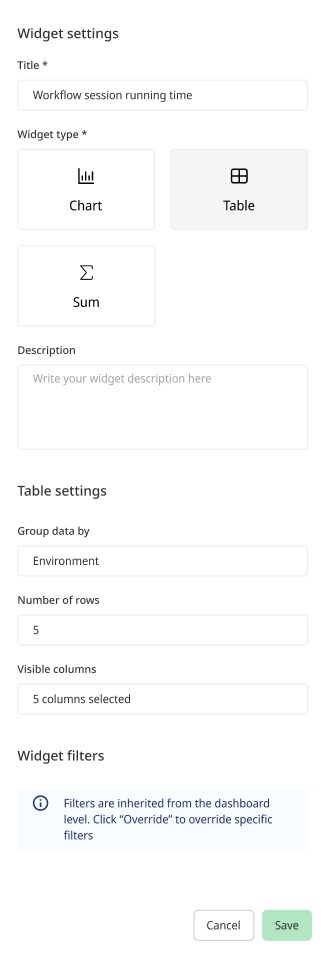 Widget settings
Title *
Workflow session running time
Widget type *
Chart
Table
Sum
Description
Write your widget description here
Table settings
Group data by
Environment
Number of rows
5
Visible columns
5 columns selected
Widget filters
Filters are inherited from the dashboard
level. Click “Override” to override specific
filters
Cancel
Save